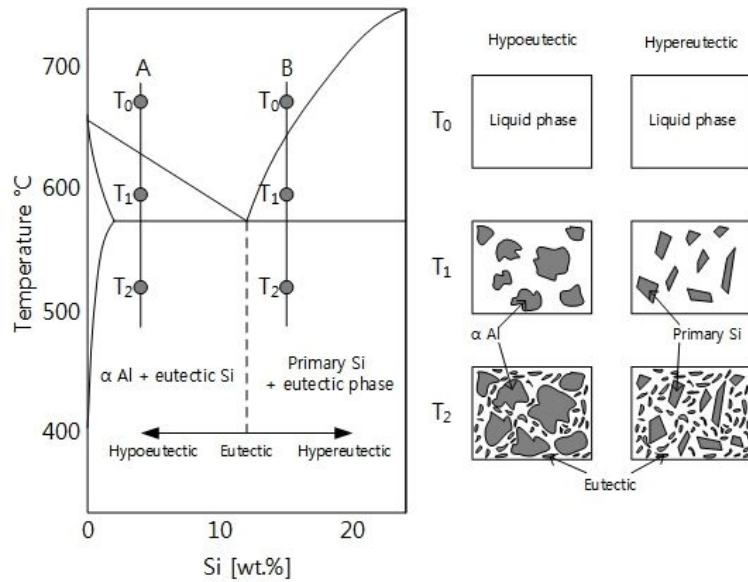 Temperature °C
700
600
500
400
A
B
T0
T0
T1
T1
T2
T2
α Al + eutectic Si
Primary Si
+ eutectic phase
Hypoeutectic
Eutectic
Hypereutectic
0
10
20
Si [wt.%]
Hypoeutectic
Hypereutectic
T0
Liquid phase
Liquid phase
T1
α Al
Primary Si
T2
Eutectic